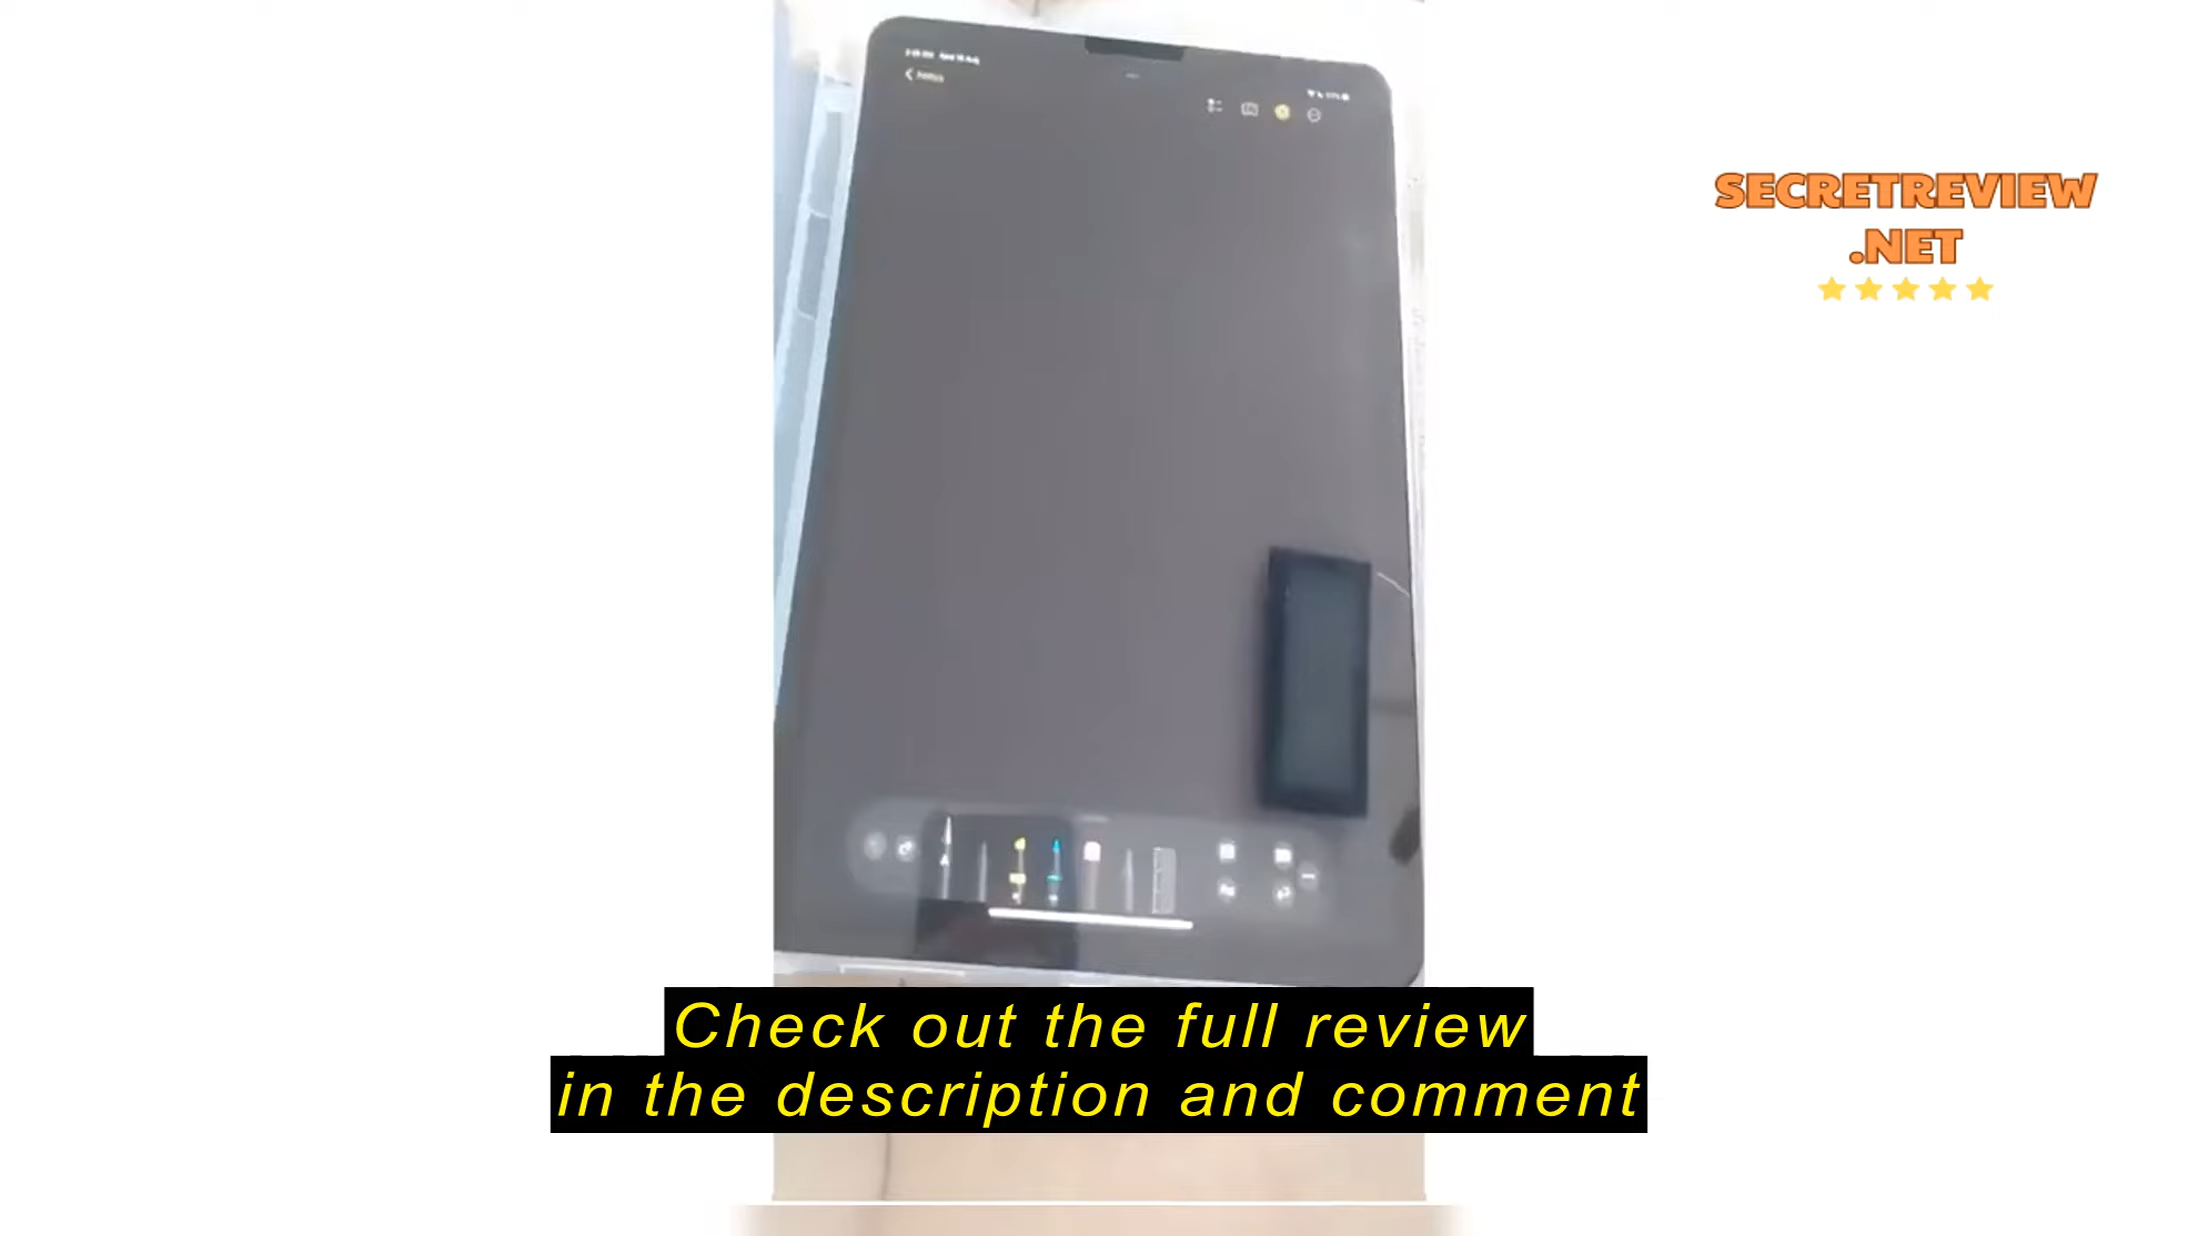 SECRETREVIEW
.NET
Check out the full review
in the description and comment